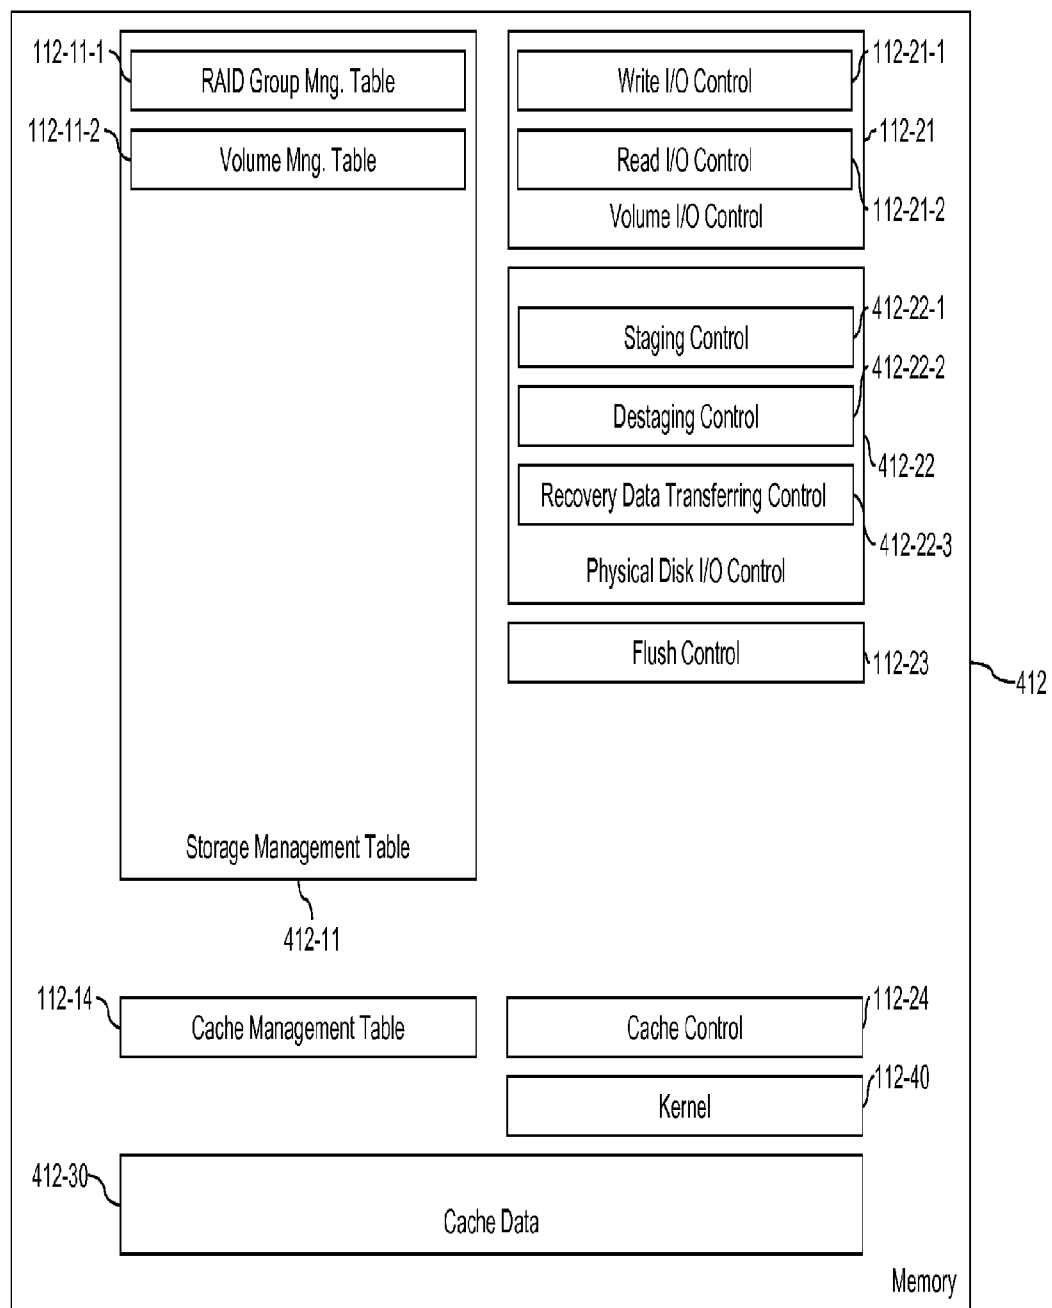 112-11-1
RAID Group Mng. Table
112-11-2
Volume Mng. Table
Storage Management Table
412-11
Write I/O Control
112-21-1
Read I/O Control
112-21
112-21-2
Volume I/O Control
412-22-1
Staging Control
412-22-2
Destaging Control
412-22
Recovery Data Transferring Control
412-22-3
Physical Disk I/O Control
Flush Control
112-23
412
112-14
Cache Management Table
Cache Control
112-24
Kernel
112-40
412-30
Cache Data
Memory